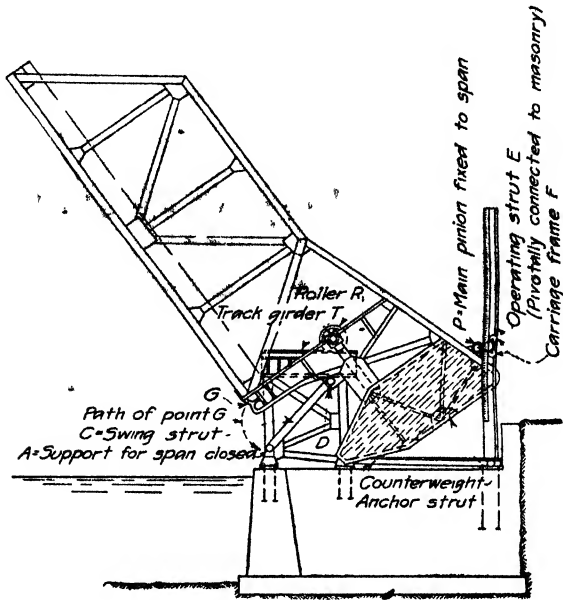 P=Main pinion fixed to span
Operating strut E
(Pivotally connected to masonry)
Carriage frame F
Roller R,
Track girder T
G
Path of point G
C=Swing strut-
A=Support for span closed
D
Counterweight-
Anchor strut